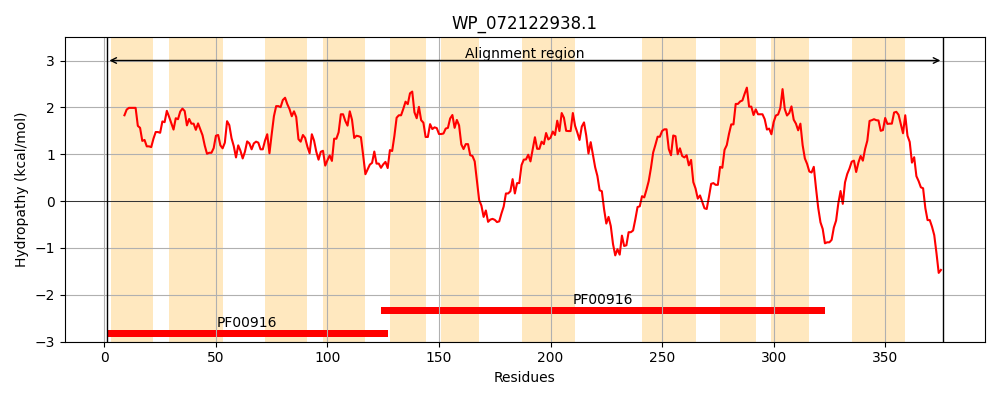 WP_072122938.1
Alignment region
Hydropathy (kcal/mol)
3
2
1
0
−1
−2
−3
PF00916
PF00916
0
50
100
150
200
250
300
350
Residues